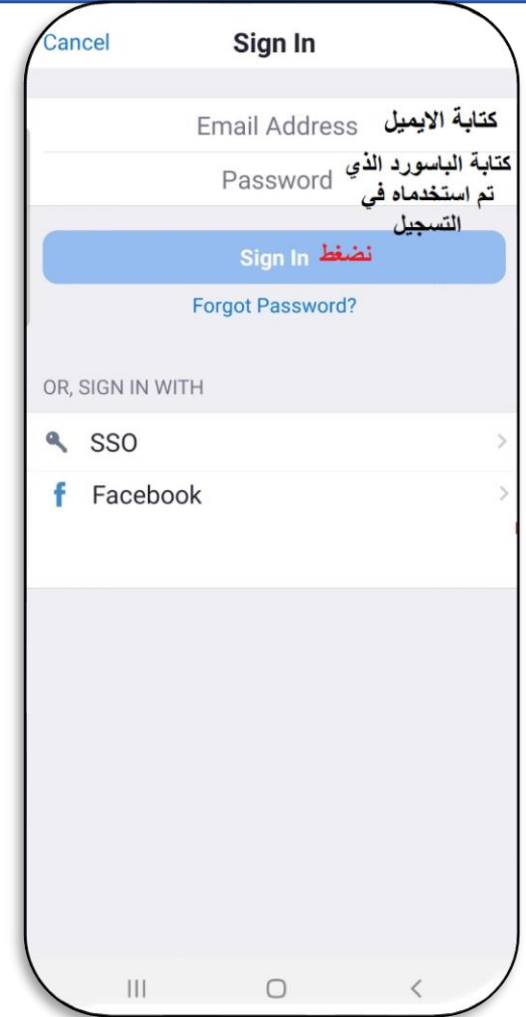 Cancel
Sign In
Email Address كتابة الايميل
Password كتابة الباسورد الذي
تم استخدماه في
التسجيل
Sign In نضغط
Forgot Password?
OR, SIGN IN WITH
SSO
Facebook